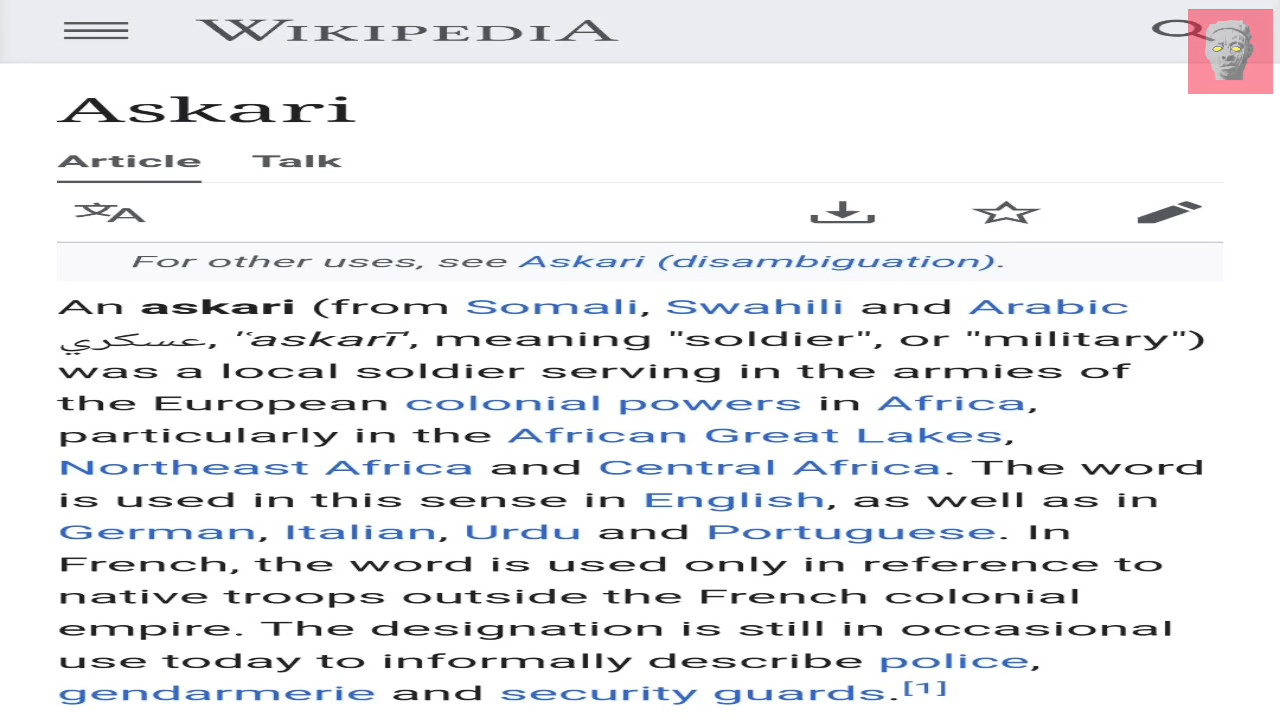 WIKIPEDIA
Askari
Article Talk
For other uses, see Askari (disambiguation).
An askari (from Somali, Swahili and Arabic
عسكري, ‘ʿaskarī’, meaning "soldier", or "military")
was a local soldier serving in the armies of
the European colonial powers in Africa,
particularly in the African Great Lakes,
Northeast Africa and Central Africa. The word
is used in this sense in English, as well as in
German, Italian, Urdu and Portuguese. In
French, the word is used only in reference to
native troops outside the French colonial
empire. The designation is still in occasional
use today to informally describe police,
gendarmerie and security guards.[1]